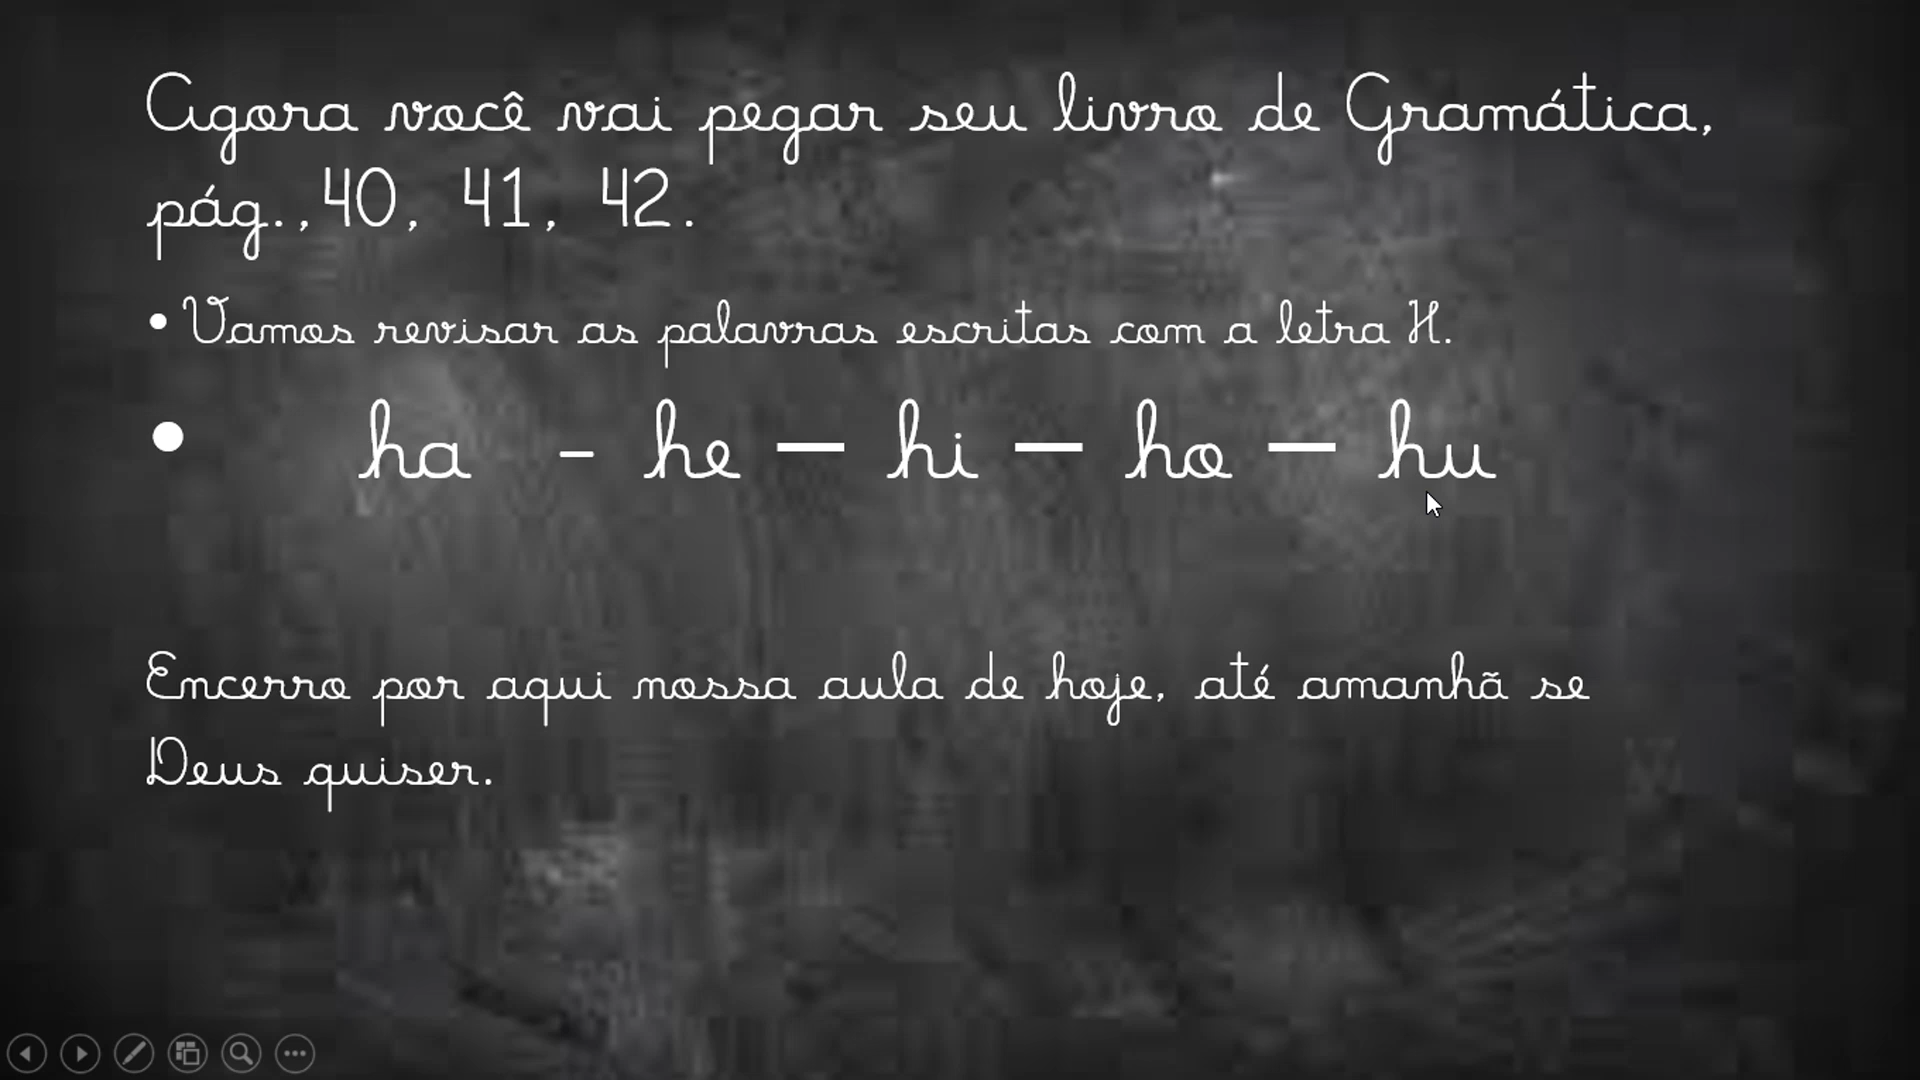 Agora você vai pegar seu livro de Gramática,
pág.,40, 41, 42.
• Vamos revisar as palavras escritas com a letra H.
• ha - he – hi – ho – hu
Encerro por aqui nossa aula de hoje, até amanhã se
Deus quiser.